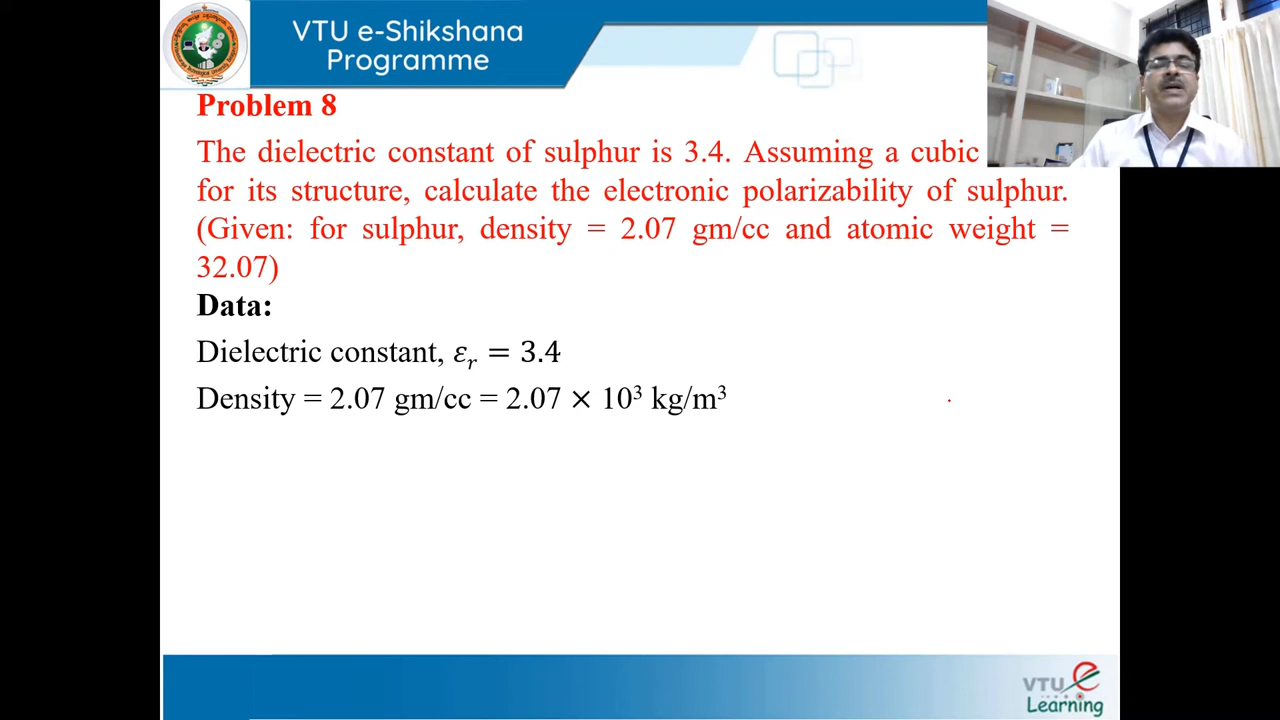 VTU e-Shikshana
Programme
Problem 8
The dielectric constant of sulphur is 3.4. Assuming a cubic
for its structure, calculate the electronic polarizability of sulphur.
(Given: for sulphur, density = 2.07 gm/cc and atomic weight =
32.07)
Data:
Dielectric constant, εᵣ = 3.4
Density = 2.07 gm/cc = 2.07 × 10³ kg/m³
VTU e
Learning